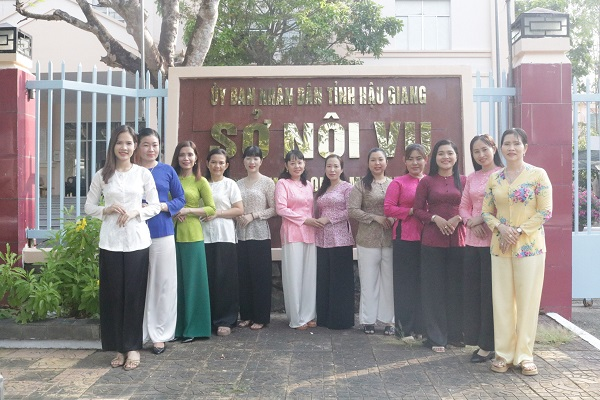 ỦY BAN NHÂN DÂN TỈNH HẬU GIANG
SỞ NỘI VỤ